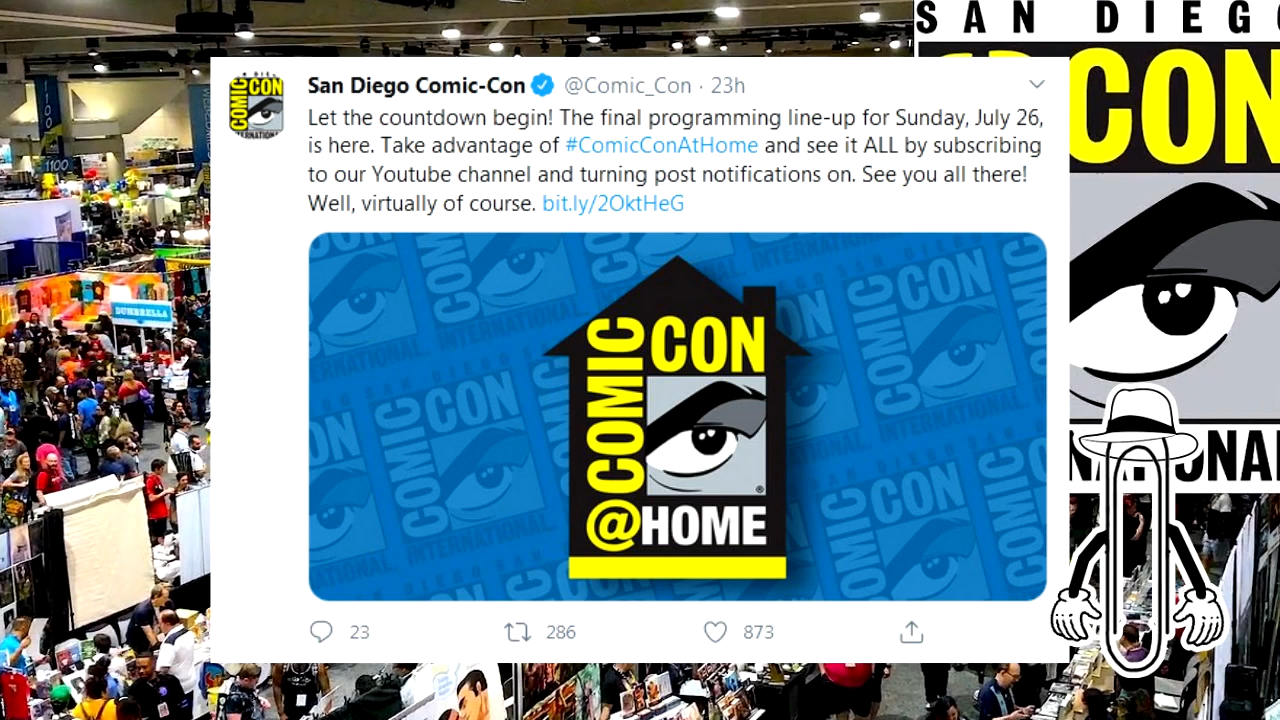 SAN DIEGO
CON
San Diego Comic-Con @Comic_Con · 23h
Let the countdown begin! The final programming line-up for Sunday, July 26,
is here. Take advantage of #ComicConAtHome and see it ALL by subscribing
to our Youtube channel and turning post notifications on. See you all there!
Well, virtually of course. bit.ly/2OktHeG
COMIC
CON
@HOME
®
23 286 873
COMIC
CON
1100
DUMBRELLA